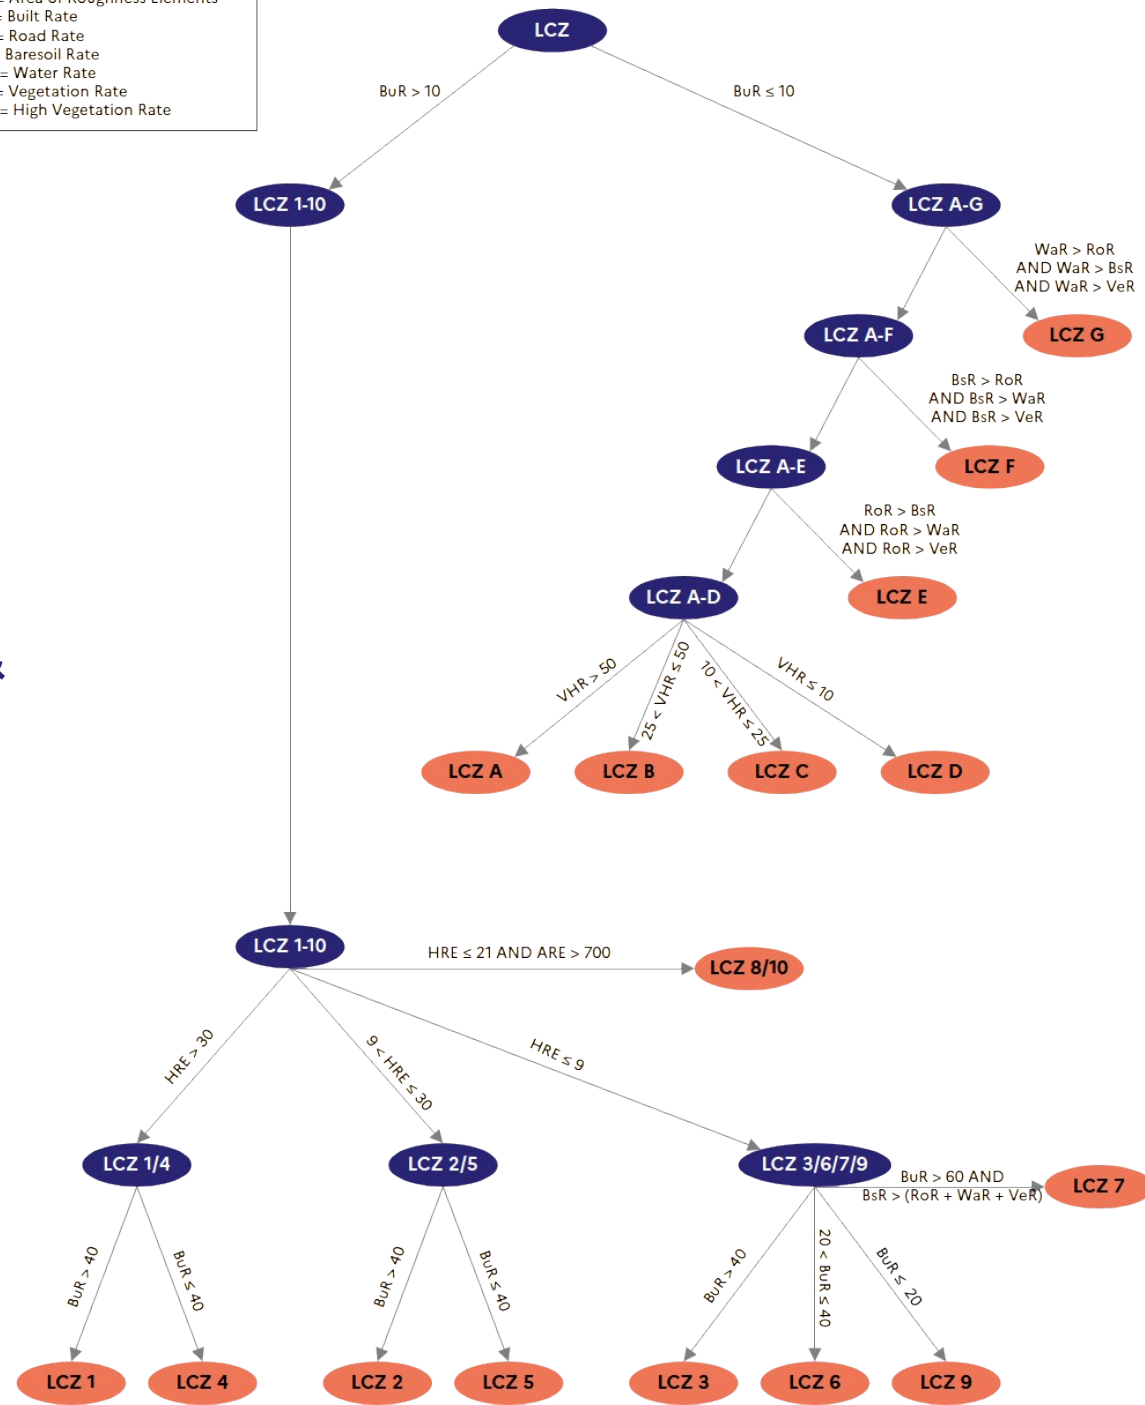 = Area of Roughness Elements
= Built Rate
= Road Rate
Baresoil Rate
= Water Rate
= Vegetation Rate
= High Vegetation Rate
LCZ
BuR > 10
BuR ≤ 10
LCZ 1-10
LCZ A-G
WaR > RoR
AND WaR > BsR
AND WaR > VeR
LCZ A-F
LCZ G
BsR > RoR
AND BsR > WaR
AND BsR > VeR
LCZ A-E
LCZ F
RoR > BsR
AND RoR > WaR
AND RoR > VeR
LCZ A-D
LCZ E
VHR > 50
25 < VHR ≤ 50
10 < VHR ≤ 25
VHR ≤ 10
LCZ A
LCZ B
LCZ C
LCZ D
LCZ 1-10
HRE ≤ 21 AND ARE > 700
LCZ 8/10
HRE > 30
9 < HRE ≤ 30
HRE ≤ 9
LCZ 1/4
LCZ 2/5
LCZ 3/6/7/9
BuR > 60 AND
BsR > (RoR + WaR + VeR)
LCZ 7
BuR > 40
BuR ≤ 40
BuR > 40
BuR ≤ 40
BuR > 40
20 < BuR ≤ 40
BuR ≤ 20
LCZ 1
LCZ 4
LCZ 2
LCZ 5
LCZ 3
LCZ 6
LCZ 9